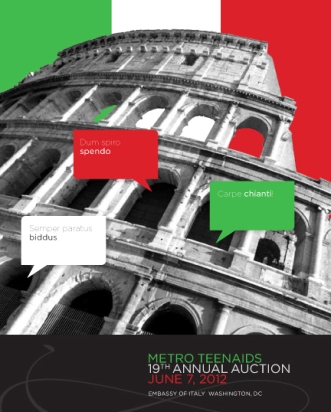 Dum spiro
spendo
Carpe chianti!
Semper paratus
biddus
METRO TEENAIDS
19TH ANNUAL AUCTION
JUNE 7, 2012
EMBASSY OF ITALY WASHINGTON, DC